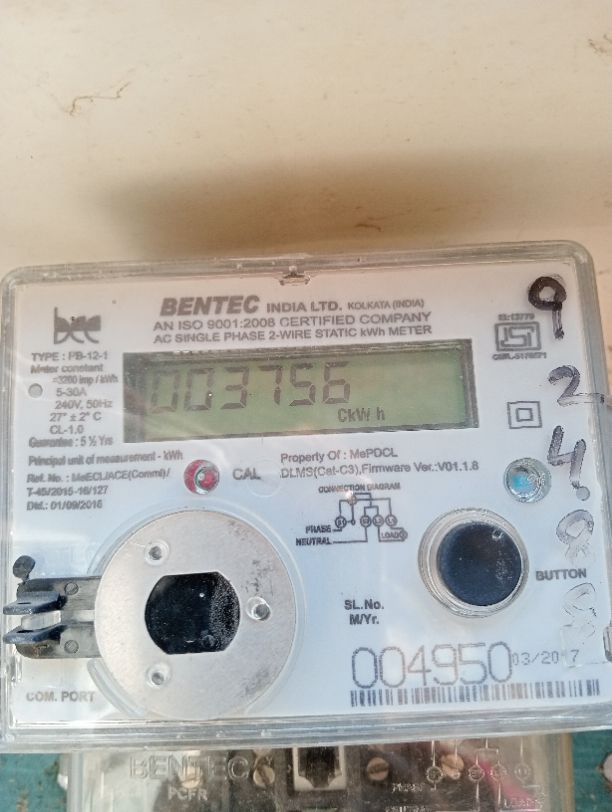 BENTEC INDIA LTD. KOLKATA (INDIA)
AN ISO 9001:2008 CERTIFIED COMPANY
AC SINGLE PHASE 2-WIRE STATIC kWh METER
TYPE : PB-12-1
Meter constant
=3200 imp / kWh
5-30A
240V, 50Hz
27° ± 2° C
CL-1.0
Guarantee : 5 ½ Yrs
003756
CkWh
IS:13779
9
2
4
Principal unit of measurement - kWh
Ref. No. : MeECL/ACE(Comml)/
T-45/2015-16/127
Dtd.: 01/09/2016
CAL
Property Of : MePDCL
DLMS(Cat-C3),Firmware Ver.:V01.1.8
CONNECTION DIAGRAM
PHASE
NEUTRAL
LOAD
BUTTON
SL.No.
M/Yr.
004950 03/2017
COM. PORT
BENTEC